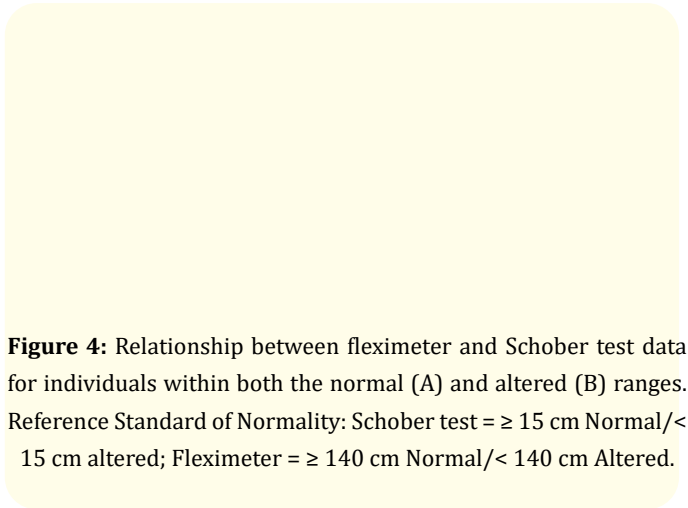 Figure 4: Relationship between fleximeter and Schober test data
for individuals within both the normal (A) and altered (B) ranges.
Reference Standard of Normality: Schober test = ≥ 15 cm Normal/<
15 cm altered; Fleximeter = ≥ 140 cm Normal/< 140 cm Altered.